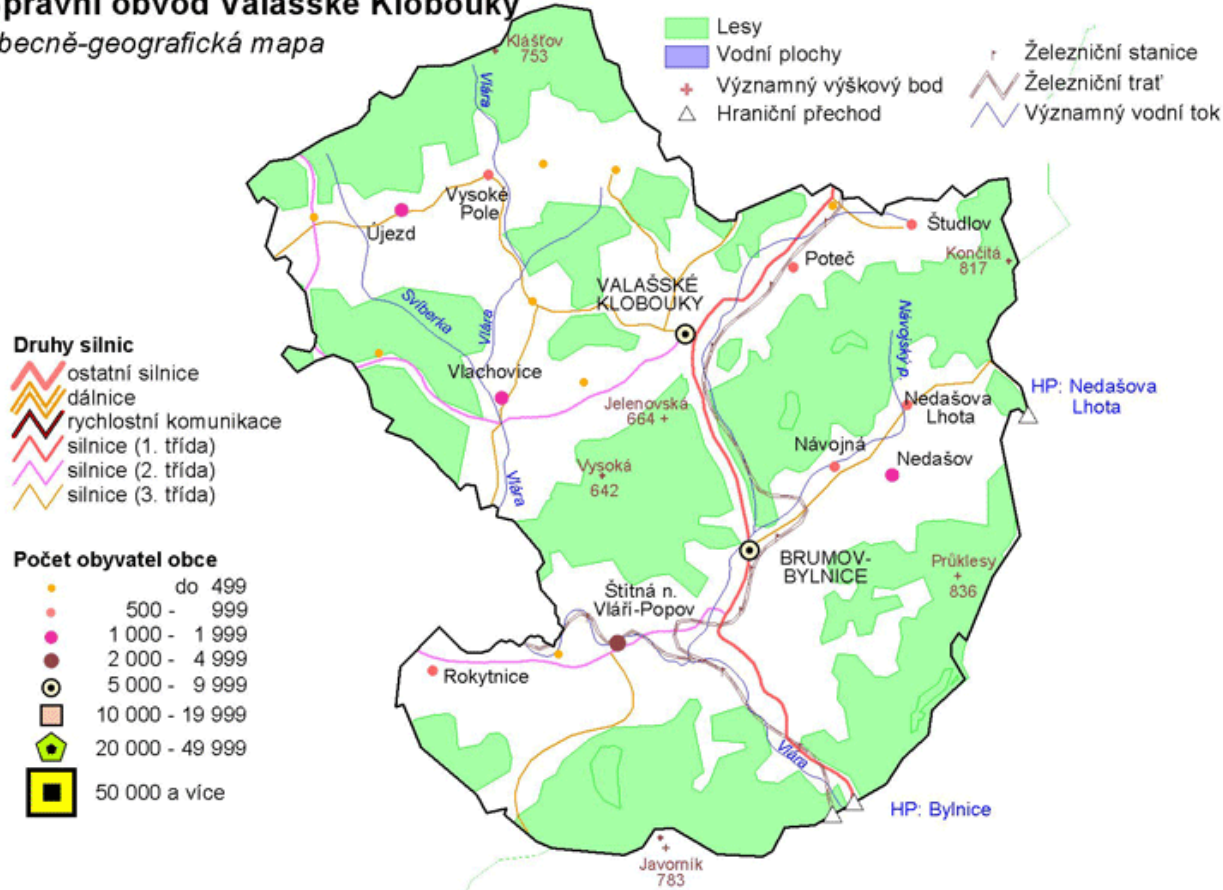 právní obvod Valašské Klobouky
becně-geografická mapa
Lesy
Vodní plochy
Významný výškový bod
Hraniční přechod
Železniční stanice
Železniční trať
Významný vodní tok
Klášťov
753
Vlára
Vysoké
Pole
Újezd
Študlov
Poteč
Končitá
817
VALAŠSKÉ
KLOBOUKY
Svíberka
Vlára
Návojský p.
Vlachovice
HP: Nedašova
Lhota
Nedašova
Lhota
Jelenovská
664
Návojná
Nedašov
Vysoká
642
Vlára
Druhy silnic
ostatní silnice
dálnice
rychlostní komunikace
silnice (1. třída)
silnice (2. třída)
silnice (3. třída)
BRUMOV-
BYLNICE
Průklesy
836
Štítná n.
Vláří-Popov
Rokytnice
Počet obyvatel obce
do 499
500 - 999
1 000 - 1 999
2 000 - 4 999
5 000 - 9 999
10 000 - 19 999
20 000 - 49 999
50 000 a více
Vlára
HP: Bylnice
Javorník
783